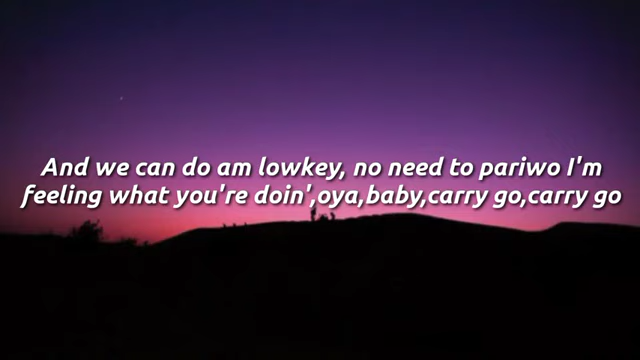 And we can do am lowkey, no need to pariwo I'm
feeling what you're doin',oya,baby,carry go,carry go